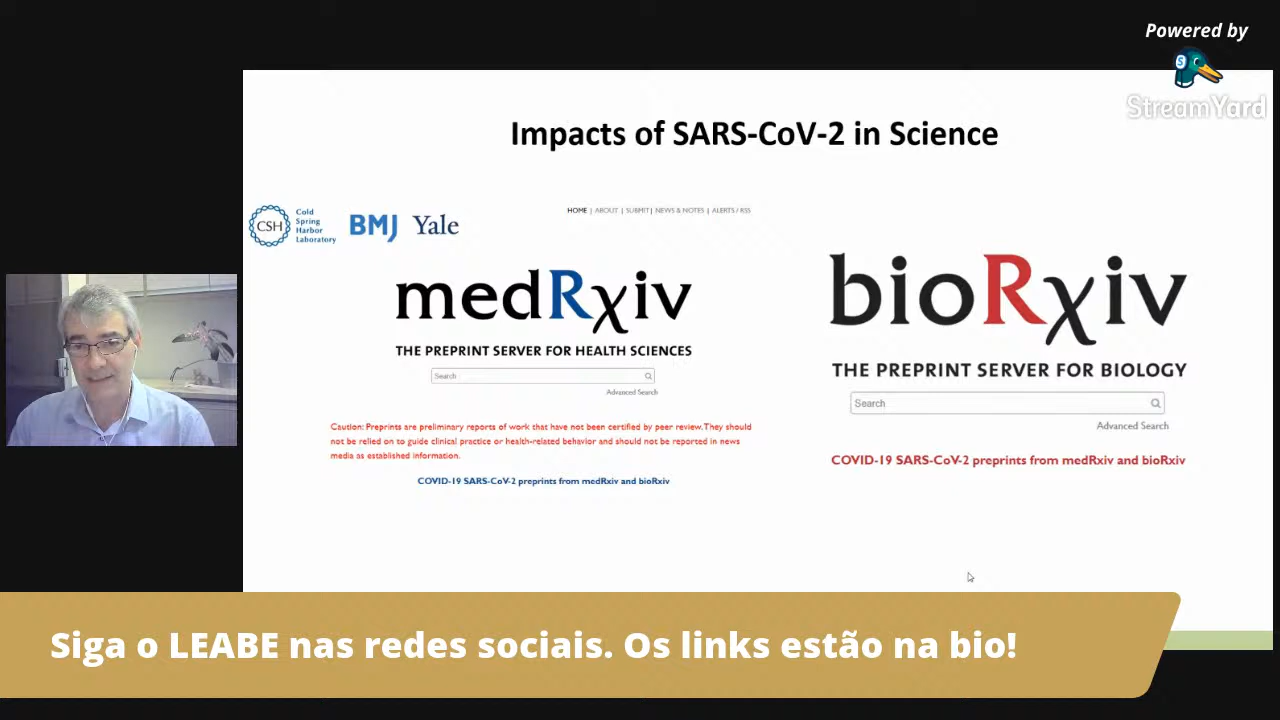 Powered by
StreamYard
Impacts of SARS-CoV-2 in Science
CSH
Cold
Spring
Harbor
Laboratory
BMJ Yale
HOME | ABOUT | SUBMIT | NEWS & NOTES | ALERTS / RSS
medRχiv
THE PREPRINT SERVER FOR HEALTH SCIENCES
Search
Advanced Search
Caution: Preprints are preliminary reports of work that have not been certified by peer review. They should
not be relied on to guide clinical practice or health-related behavior and should not be reported in news
media as established information.
COVID-19 SARS-CoV-2 preprints from medRxiv and bioRxiv
bioRχiv
THE PREPRINT SERVER FOR BIOLOGY
Search
Advanced Search
COVID-19 SARS-CoV-2 preprints from medRxiv and bioRxiv
Siga o LEABE nas redes sociais. Os links estão na bio!